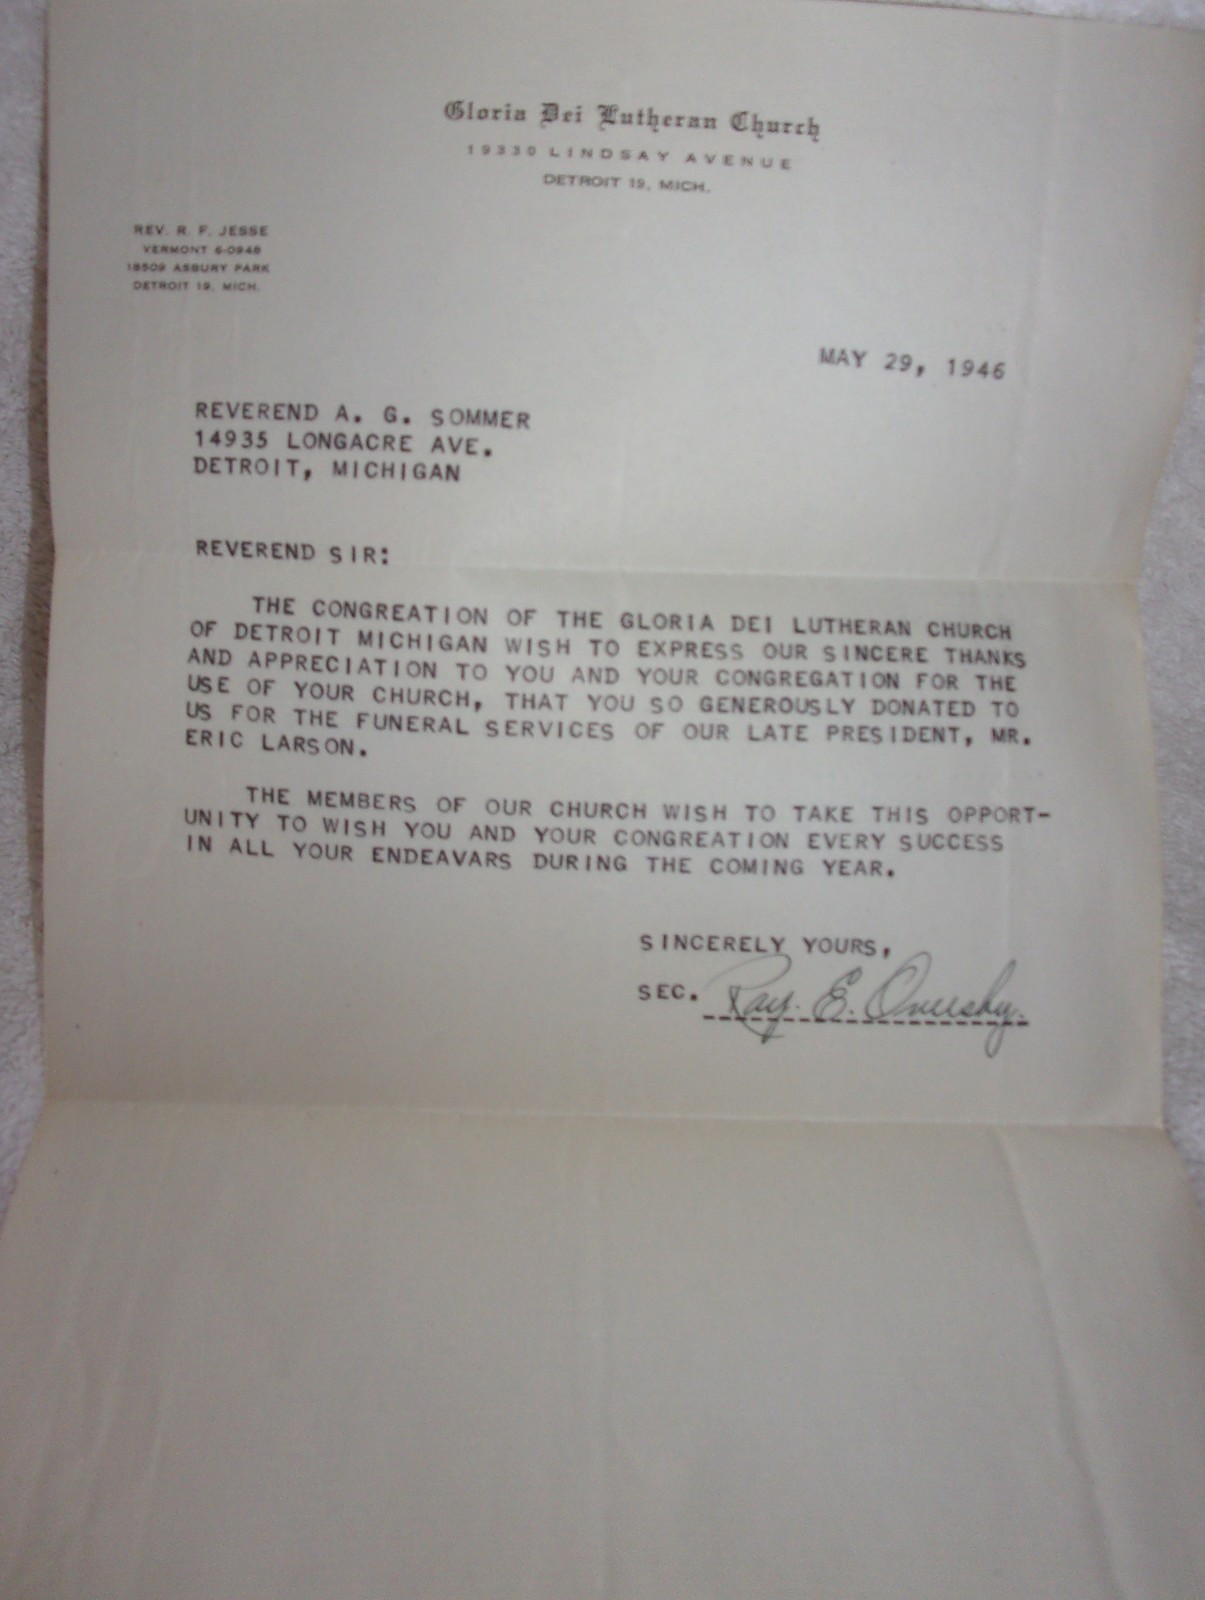 Gloria Dei Lutheran Church
19330 LINDSAY AVENUE
DETROIT 19, MICH.
REV. R. F. JESSE
VERMONT 6-0948
18509 ASBURY PARK
DETROIT 19, MICH.
MAY 29, 1946
REVEREND A. G. SOMMER
14935 LONGACRE AVE.
DETROIT, MICHIGAN
REVEREND SIR:
THE CONGREATION OF THE GLORIA DEI LUTHERAN CHURCH
OF DETROIT MICHIGAN WISH TO EXPRESS OUR SINCERE THANKS
AND APPRECIATION TO YOU AND YOUR CONGREGATION FOR THE
USE OF YOUR CHURCH, THAT YOU SO GENEROUSLY DONATED TO
US FOR THE FUNERAL SERVICES OF OUR LATE PRESIDENT, MR.
ERIC LARSON.
THE MEMBERS OF OUR CHURCH WISH TO TAKE THIS OPPORT-
UNITY TO WISH YOU AND YOUR CONGREATION EVERY SUCCESS
IN ALL YOUR ENDEAVARS DURING THE COMING YEAR.
SINCERELY YOURS,
SEC. Ray. E.